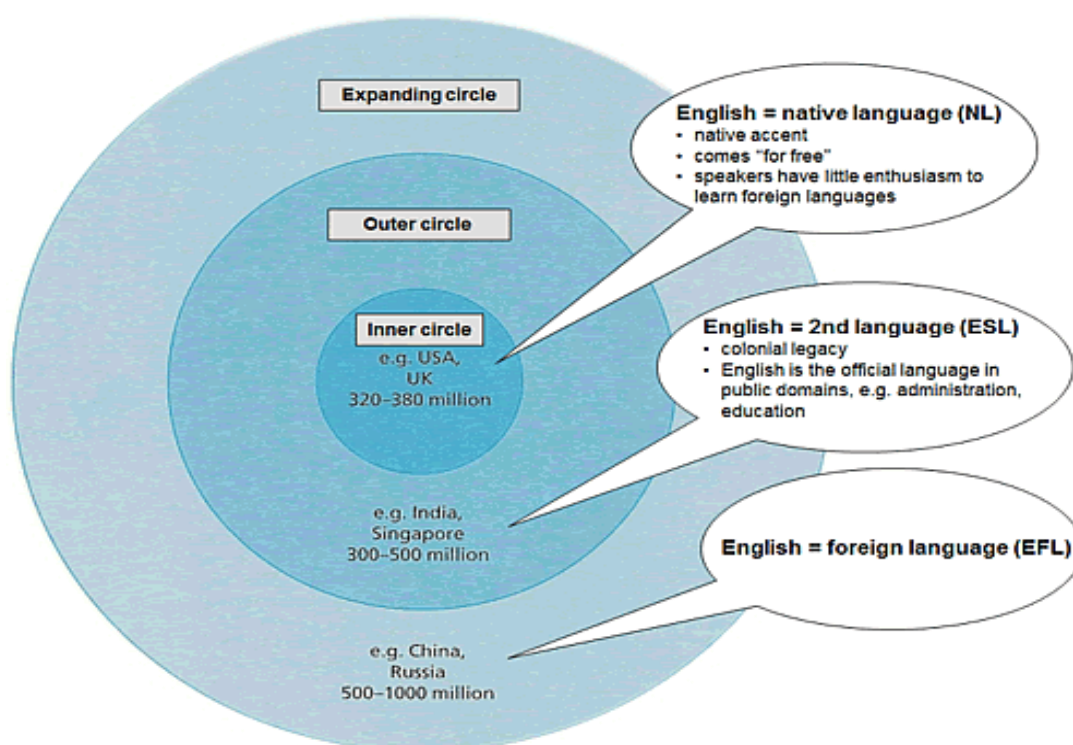 Expanding circle
English = native language (NL)
• native accent
• comes “for free”
• speakers have little enthusiasm to
learn foreign languages
Outer circle
Inner circle
e.g. USA,
UK
320–380 million
English = 2nd language (ESL)
• colonial legacy
• English is the official language in
public domains, e.g. administration,
education
e.g. India,
Singapore
300–500 million
English = foreign language (EFL)
e.g. China,
Russia
500–1000 million